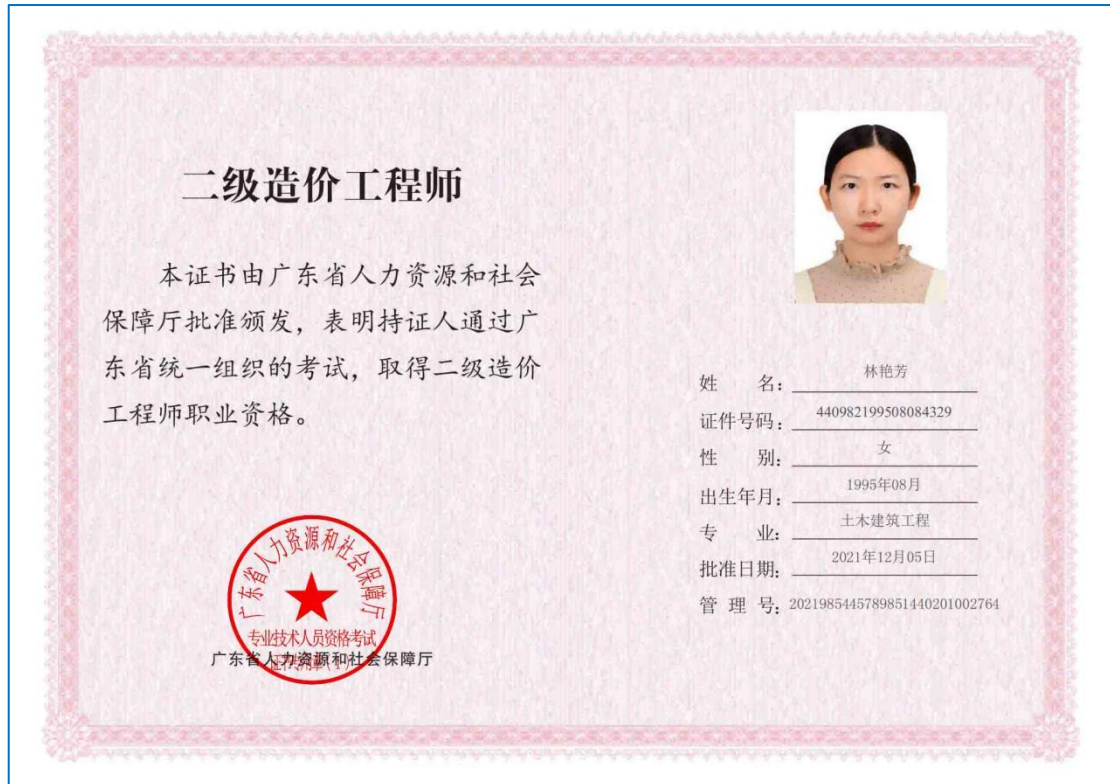 二级造价工程师
本证书由广东省人力资源和社会
保障厅批准颁发，表明持证人通过广
东省统一组织的考试，取得二级造价
工程师职业资格。
广东省人力资源和社会保障厅
专业技术人员资格考试
广东省人力资源和社会保障厅
姓 名：林艳芳
证件号码：440982199508084329
性 别：女
出生年月：1995年08月
专 业：土木建筑工程
批准日期：2021年12月05日
管 理 号：2021985445789851440201002764